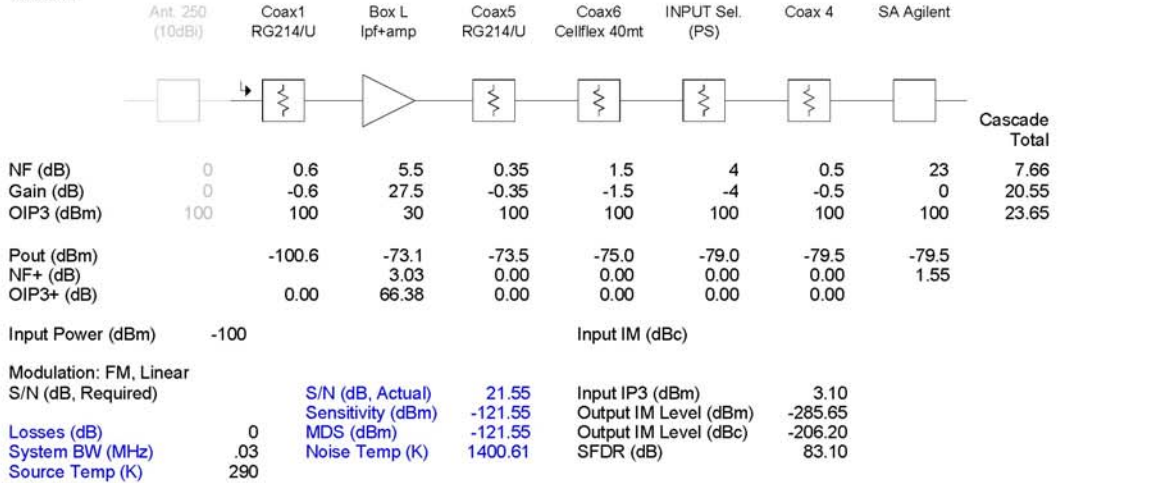 Ant. 250 Coax1 Box L Coax5 Coax6 INPUT Sel. Coax 4 SA Agilent
(10dBi) RG214/U lpf+amp RG214/U Cellflex 40mt (PS)
Cascade
Total
NF (dB) 0 0.6 5.5 0.35 1.5 4 0.5 23 7.66
Gain (dB) 0 -0.6 27.5 -0.35 -1.5 -4 -0.5 0 20.55
OIP3 (dBm) 100 100 30 100 100 100 100 100 23.65
Pout (dBm) -100.6 -73.1 -73.5 -75.0 -79.0 -79.5 -79.5
NF+ (dB) 3.03 0.00 0.00 0.00 0.00 1.55
OIP3+ (dB) 0.00 66.38 0.00 0.00 0.00 0.00
Input Power (dBm) -100 Input IM (dBc)
Modulation: FM, Linear
S/N (dB, Required) S/N (dB, Actual) 21.55 Input IP3 (dBm) 3.10
Sensitivity (dBm) -121.55 Output IM Level (dBm) -285.65
Losses (dB) 0 MDS (dBm) -121.55 Output IM Level (dBc) -206.20
System BW (MHz) .03 Noise Temp (K) 1400.61 SFDR (dB) 83.10
Source Temp (K) 290